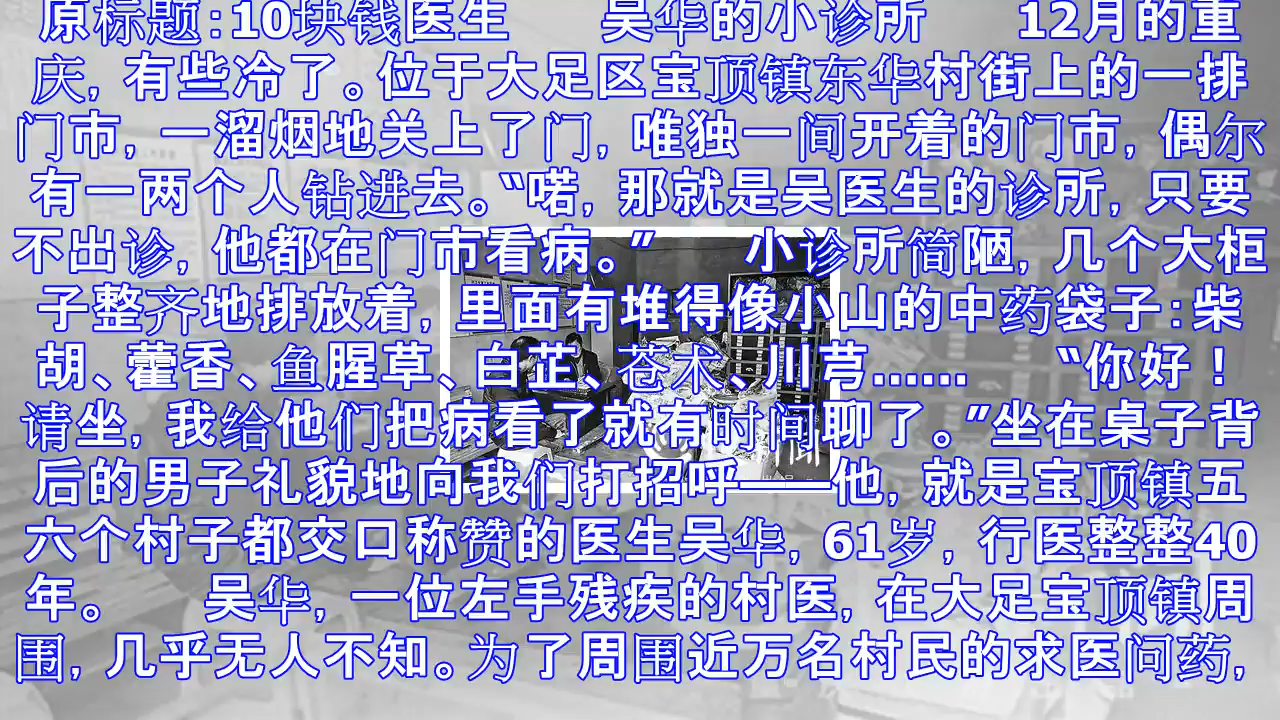 原标题:10块钱医生  吴华的小诊所  12月的重
庆, 有些冷了。位于大足区宝顶镇东华村街上的一排
门市, 一溜烟地关上了门, 唯独一间开着的门市, 偶尔
有一两个人钻进去。“喏, 那就是吴医生的诊所, 只要
不出诊, 他都在门市看病。”  小诊所简陋, 几个大柜
子整齐地排放着, 里面有堆得像小山的中药袋子:柴
胡、藿香、鱼腥草、白芷、苍术、川芎……  “你好！
请坐, 我给他们把病看了就有时间聊了。”坐在桌子背
后的男子礼貌地向我们打招呼——他, 就是宝顶镇五
六个村子都交口称赞的医生吴华, 61岁, 行医整整40
年。  吴华, 一位左手残疾的村医, 在大足宝顶镇周
围, 几乎无人不知。为了周围近万名村民的求医问药,